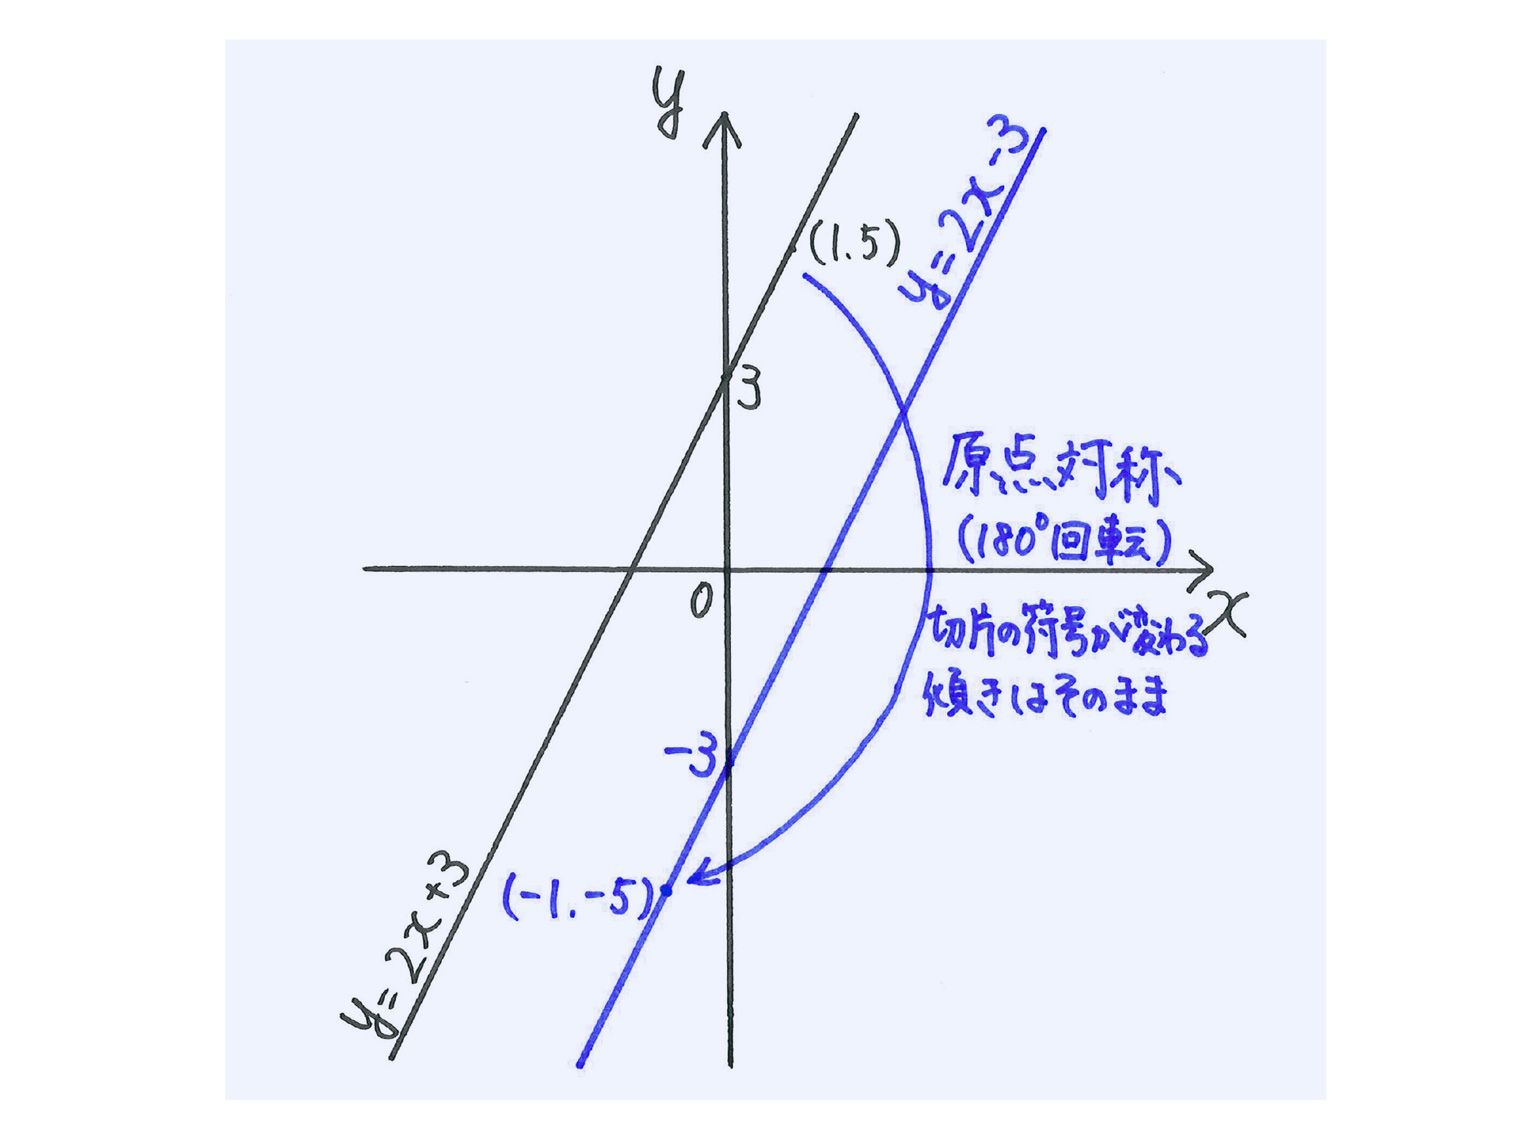 y
(1.5)
y=2x-3
3
原点対称
(180°回転)
0
x
切片の符号が変わる
傾きはそのまま
-3
(-1.-5)
y=2x+3